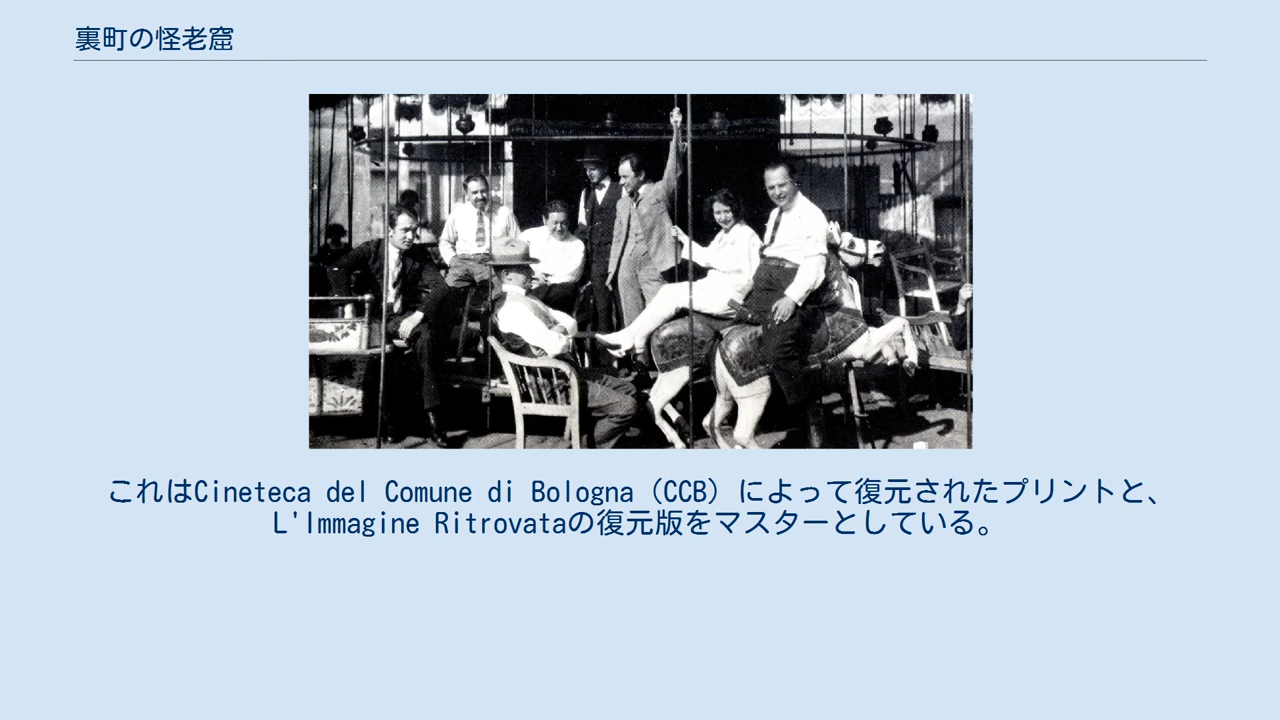 裏町の怪老窟
これはCineteca del Comune di Bologna（CCB）によって復元されたプリントと、
L'Immagine Ritrovataの復元版をマスターとしている。